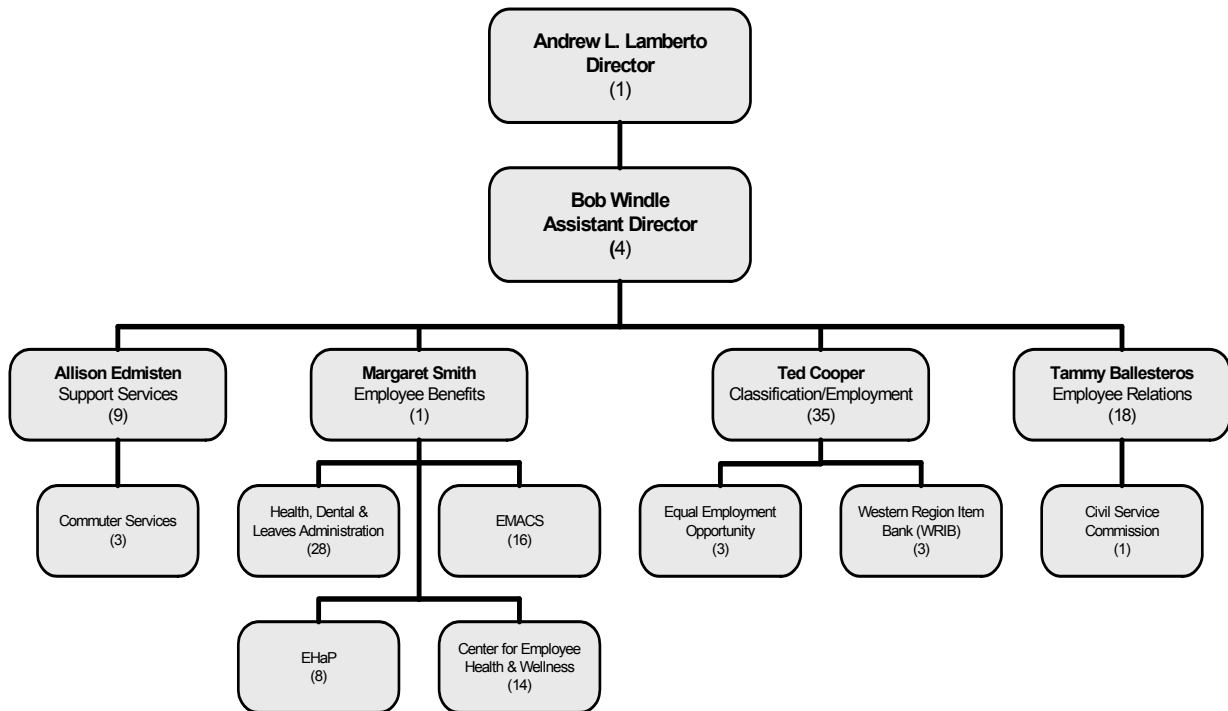 Andrew L. Lamberto
Director
(1)
Bob Windle
Assistant Director
(4)
Allison Edmisten
Support Services
(9)
Margaret Smith
Employee Benefits
(1)
Ted Cooper
Classification/Employment
(35)
Tammy Ballesteros
Employee Relations
(18)
Commuter Services
(3)
Health, Dental &
Leaves Administration
(28)
EMACS
(16)
Equal Employment
Opportunity
(3)
Western Region Item
Bank (WRIB)
(3)
Civil Service
Commission
(1)
EHaP
(8)
Center for Employee
Health & Wellness
(14)